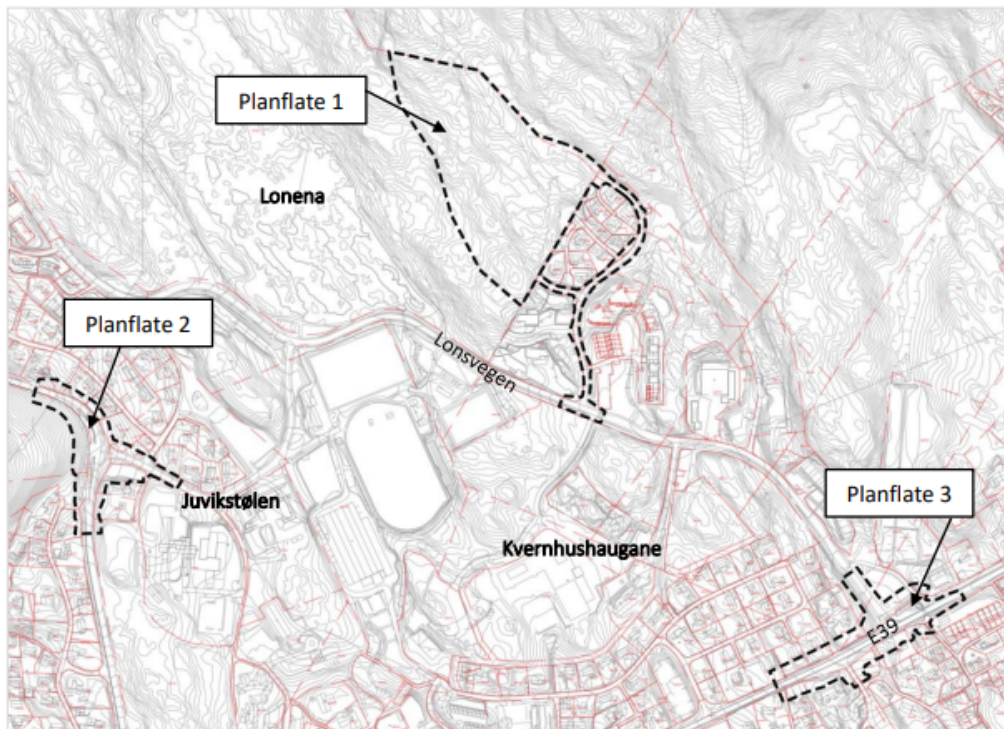 Planflate 1
Lonena
Planflate 2
Lonsvegen
Planflate 3
Juvikstølen
Kvernhushaugane
E39